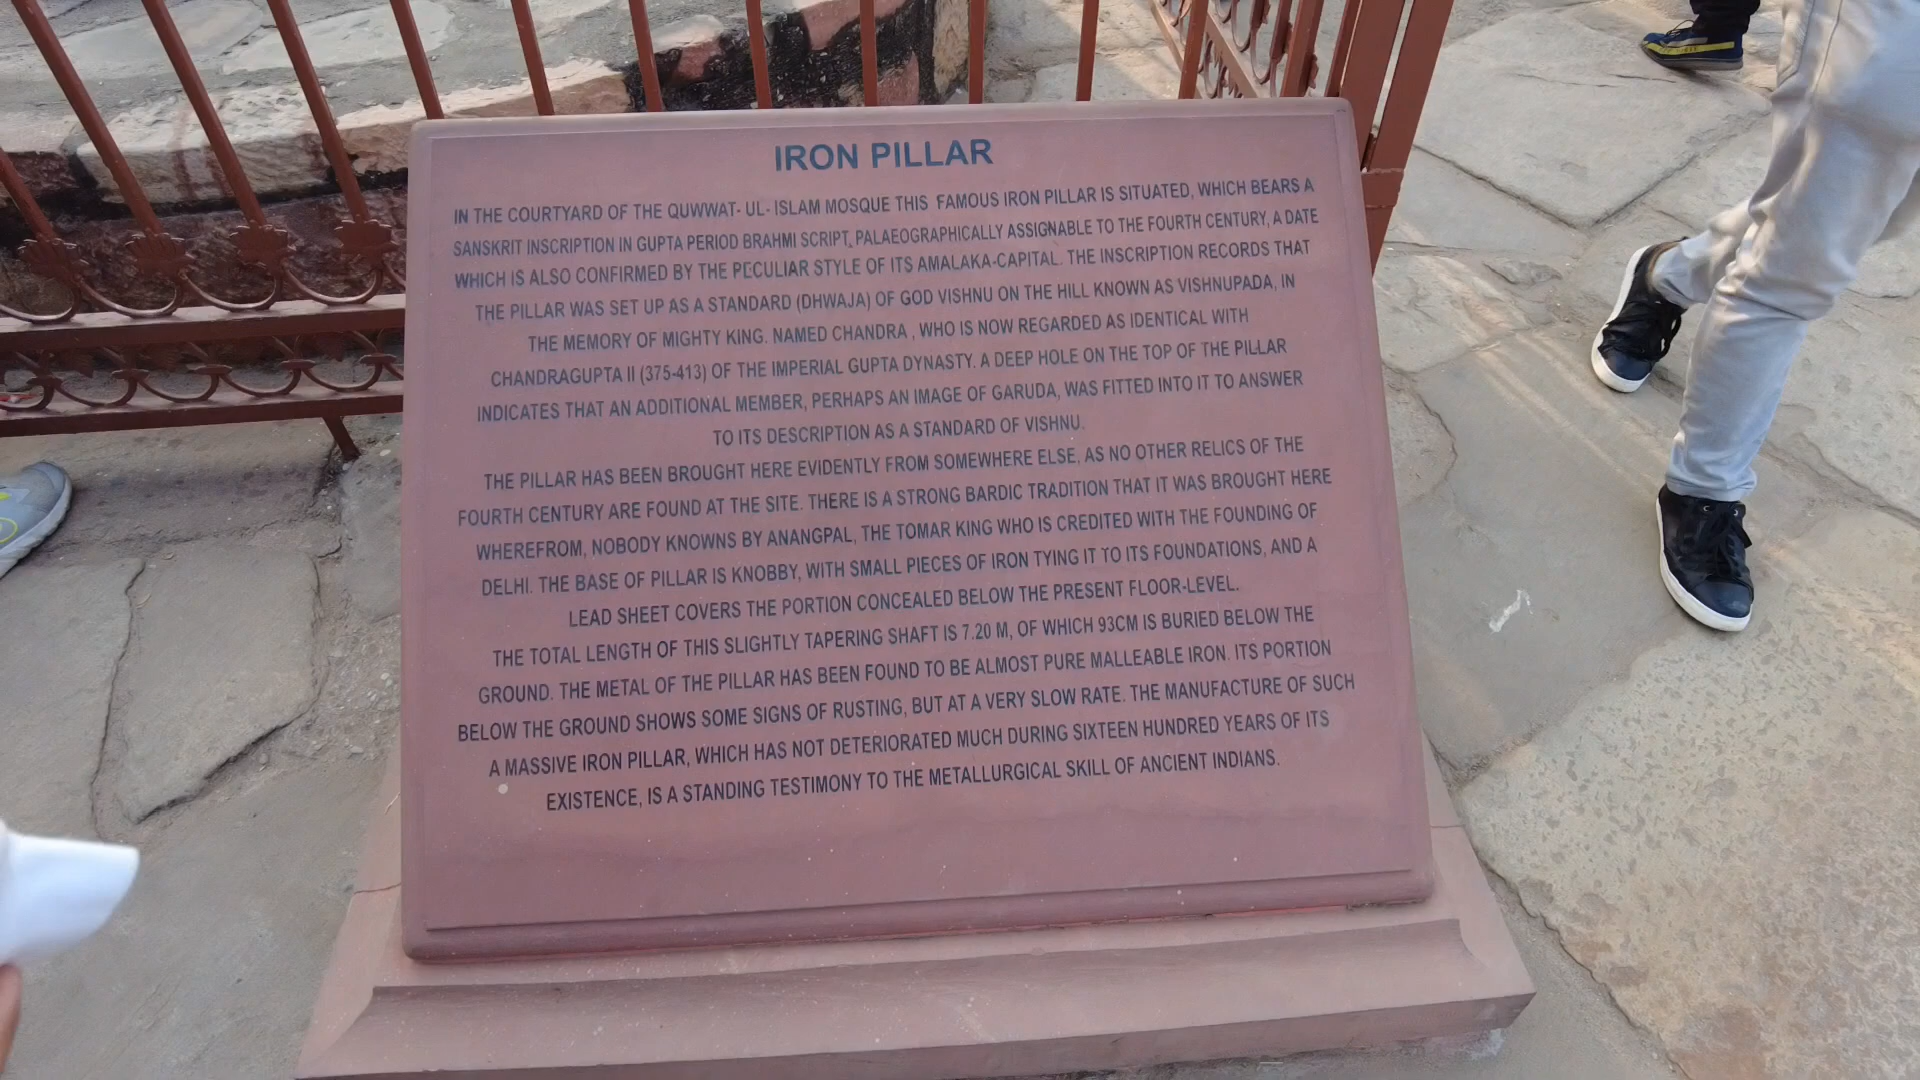 IRON PILLAR
IN THE COURTYARD OF THE QUWWAT- UL- ISLAM MOSQUE THIS FAMOUS IRON PILLAR IS SITUATED, WHICH BEARS A
SANSKRIT INSCRIPTION IN GUPTA PERIOD BRAHMI SCRIPT, PALAEOGRAPHICALLY ASSIGNABLE TO THE FOURTH CENTURY, A DATE
WHICH IS ALSO CONFIRMED BY THE PECULIAR STYLE OF ITS AMALAKA-CAPITAL. THE INSCRIPTION RECORDS THAT
THE PILLAR WAS SET UP AS A STANDARD (DHWAJA) OF GOD VISHNU ON THE HILL KNOWN AS VISHNUPADA, IN
THE MEMORY OF MIGHTY KING. NAMED CHANDRA , WHO IS NOW REGARDED AS IDENTICAL WITH
CHANDRAGUPTA II (375-413) OF THE IMPERIAL GUPTA DYNASTY. A DEEP HOLE ON THE TOP OF THE PILLAR
INDICATES THAT AN ADDITIONAL MEMBER, PERHAPS AN IMAGE OF GARUDA, WAS FITTED INTO IT TO ANSWER
TO ITS DESCRIPTION AS A STANDARD OF VISHNU.
THE PILLAR HAS BEEN BROUGHT HERE EVIDENTLY FROM SOMEWHERE ELSE, AS NO OTHER RELICS OF THE
FOURTH CENTURY ARE FOUND AT THE SITE. THERE IS A STRONG BARDIC TRADITION THAT IT WAS BROUGHT HERE
WHEREFROM, NOBODY KNOWNS BY ANANGPAL, THE TOMAR KING WHO IS CREDITED WITH THE FOUNDING OF
DELHI. THE BASE OF PILLAR IS KNOBBY, WITH SMALL PIECES OF IRON TYING IT TO ITS FOUNDATIONS, AND A
LEAD SHEET COVERS THE PORTION CONCEALED BELOW THE PRESENT FLOOR-LEVEL.
THE TOTAL LENGTH OF THIS SLIGHTLY TAPERING SHAFT IS 7.20 M, OF WHICH 93CM IS BURIED BELOW THE
GROUND. THE METAL OF THE PILLAR HAS BEEN FOUND TO BE ALMOST PURE MALLEABLE IRON. ITS PORTION
BELOW THE GROUND SHOWS SOME SIGNS OF RUSTING, BUT AT A VERY SLOW RATE. THE MANUFACTURE OF SUCH
A MASSIVE IRON PILLAR, WHICH HAS NOT DETERIORATED MUCH DURING SIXTEEN HUNDRED YEARS OF ITS
EXISTENCE, IS A STANDING TESTIMONY TO THE METALLURGICAL SKILL OF ANCIENT INDIANS.